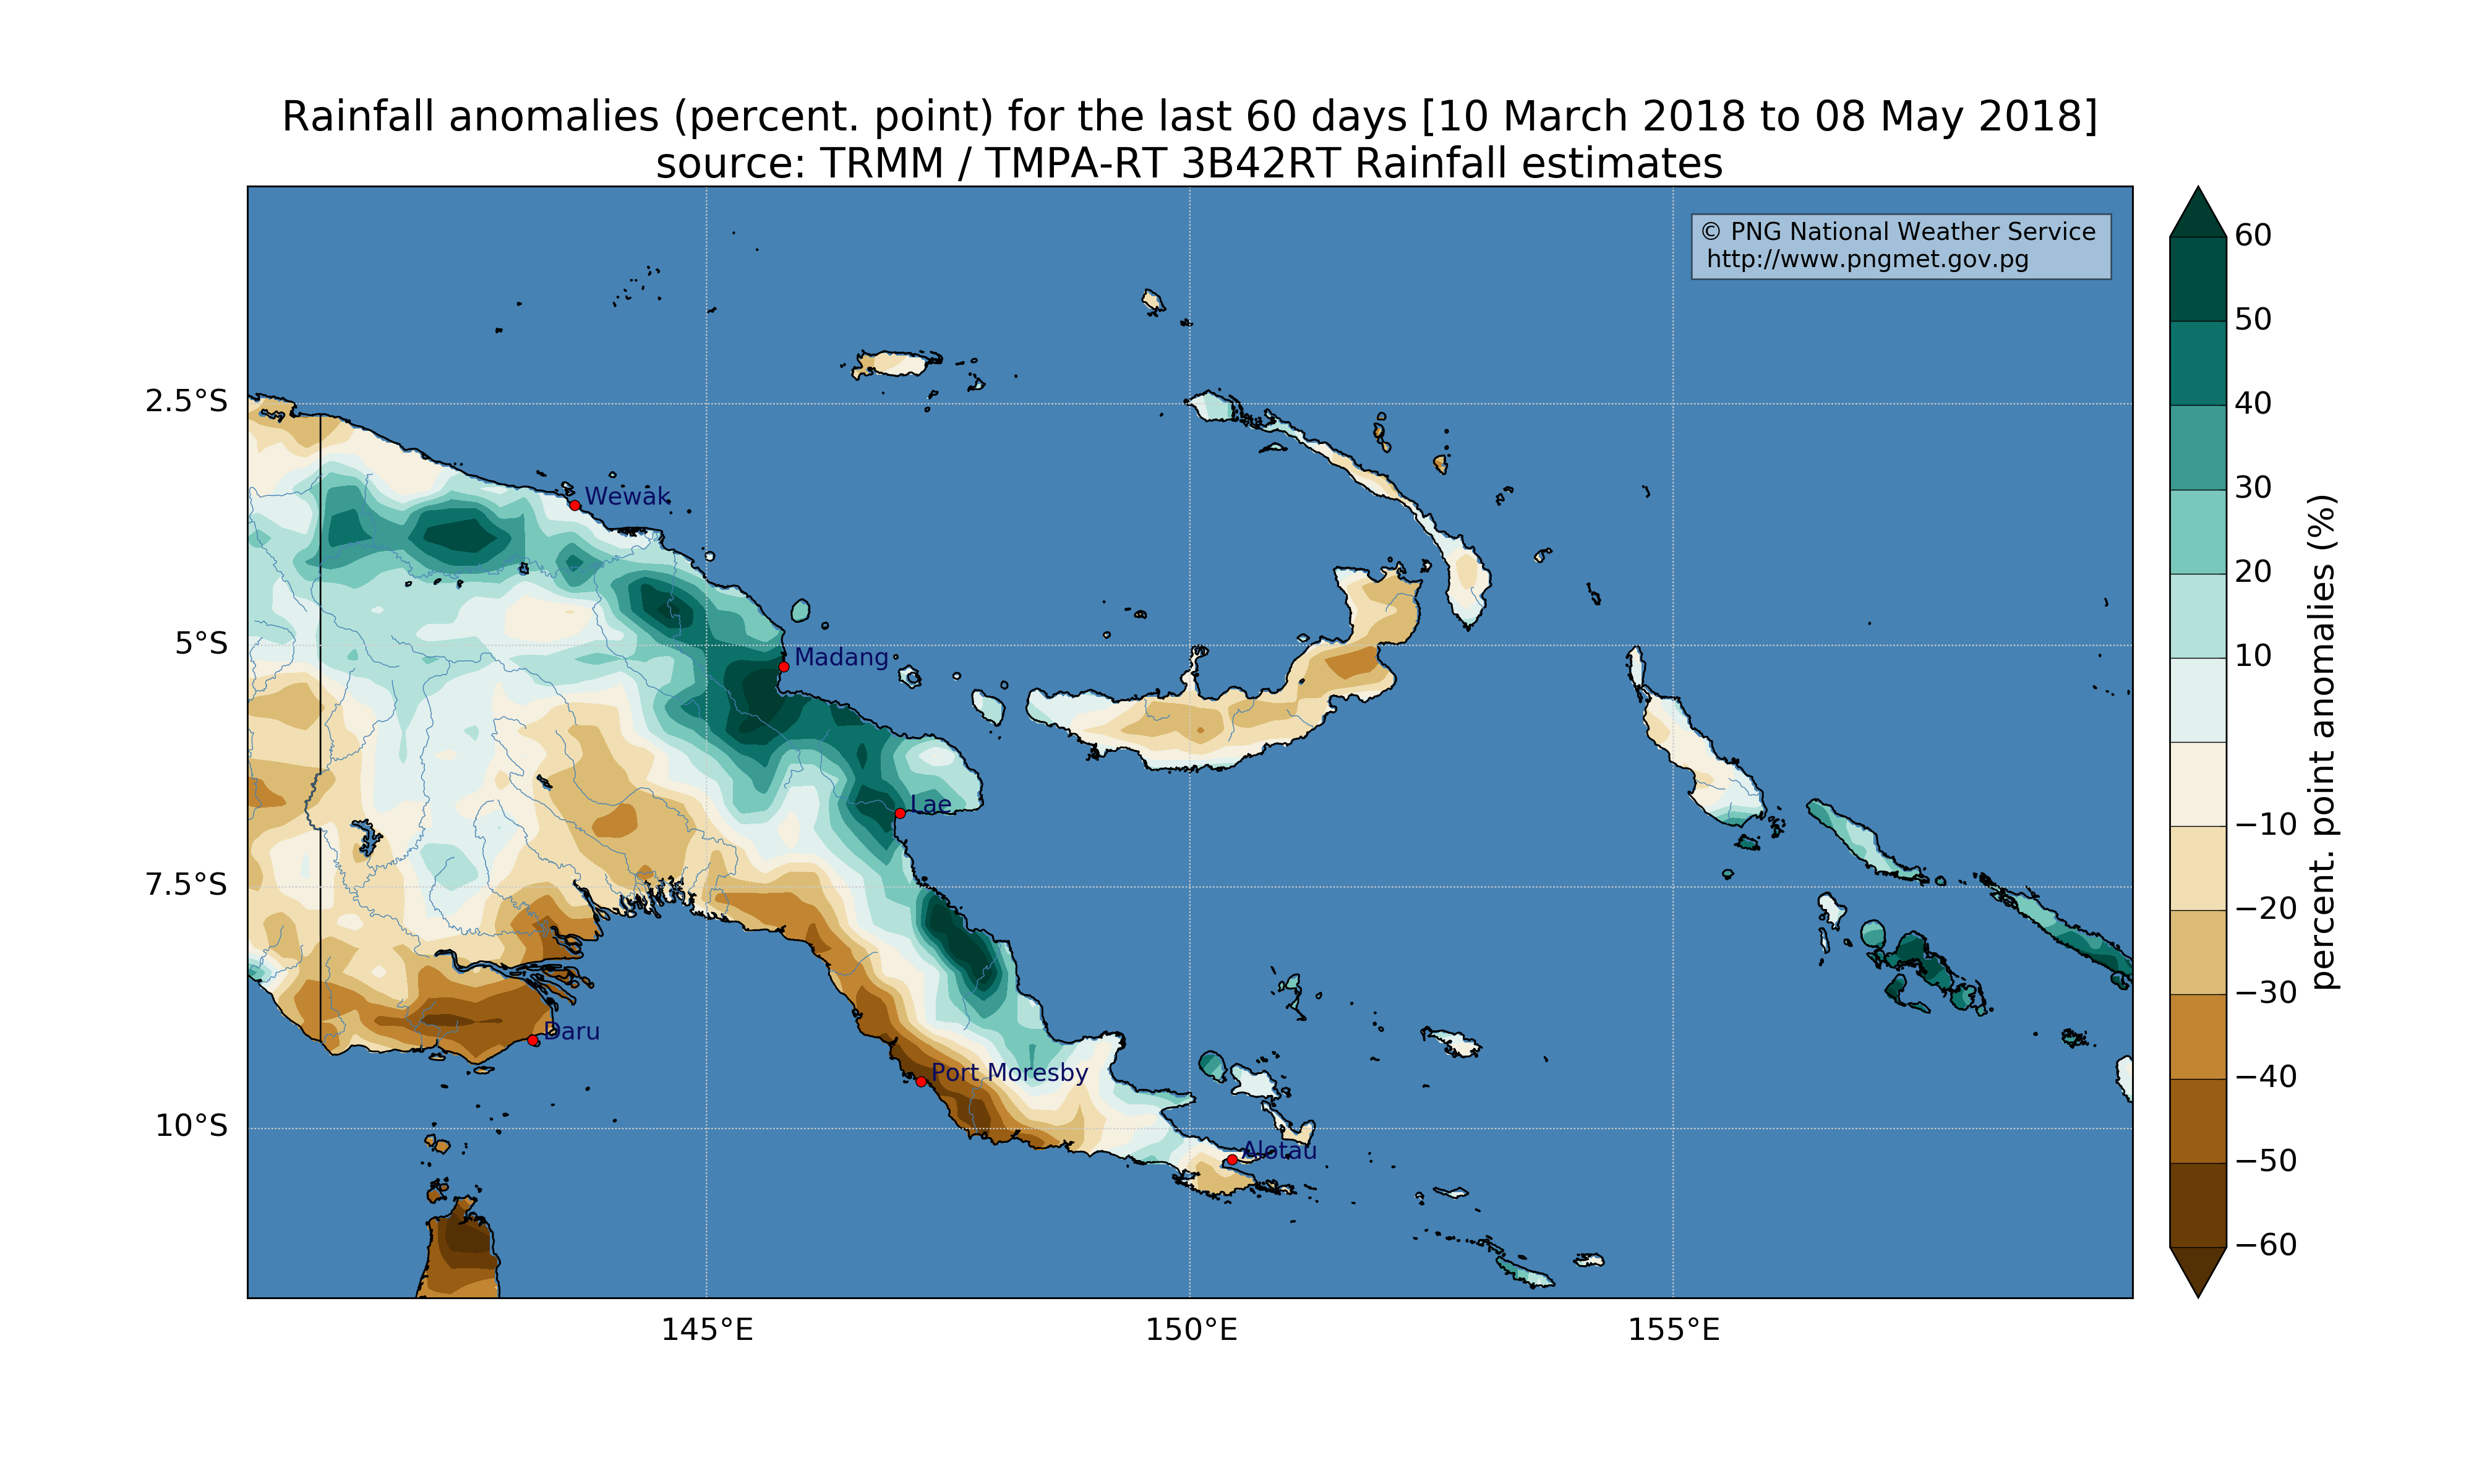 Rainfall anomalies (percent. point) for the last 60 days [10 March 2018 to 08 May 2018]
source: TRMM / TMPA-RT 3B42RT Rainfall estimates
© PNG National Weather Service
http://www.pngmet.gov.pg
2.5°S
5°S
7.5°S
10°S
Wewak
Madang
Lae
Daru
Port Moresby
Alotau
145°E
150°E
155°E
60
50
40
30
20
10
−10
−20
−30
−40
−50
−60
percent. point anomalies (%)